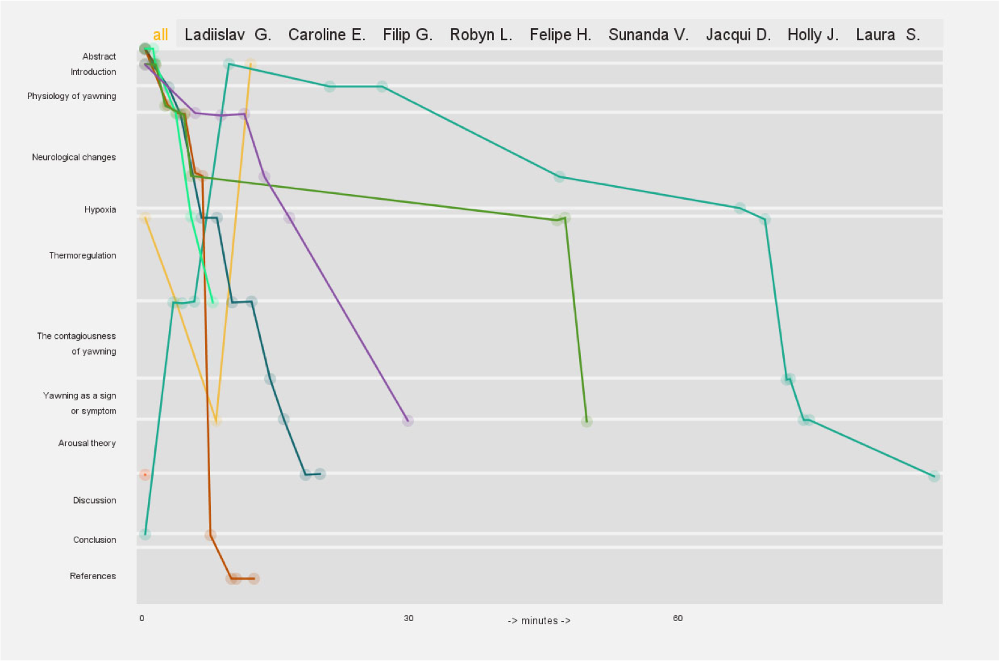 all Ladiislav G. Caroline E. Filip G. Robyn L. Felipe H. Sunanda V. Jacqui D. Holly J. Laura S.
Abstract
Introduction
Physiology of yawning
Neurological changes
Hypoxia
Thermoregulation
The contagiousness
of yawning
Yawning as a sign
or symptom
Arousal theory
Discussion
Conclusion
References
0 30 60
-> minutes ->